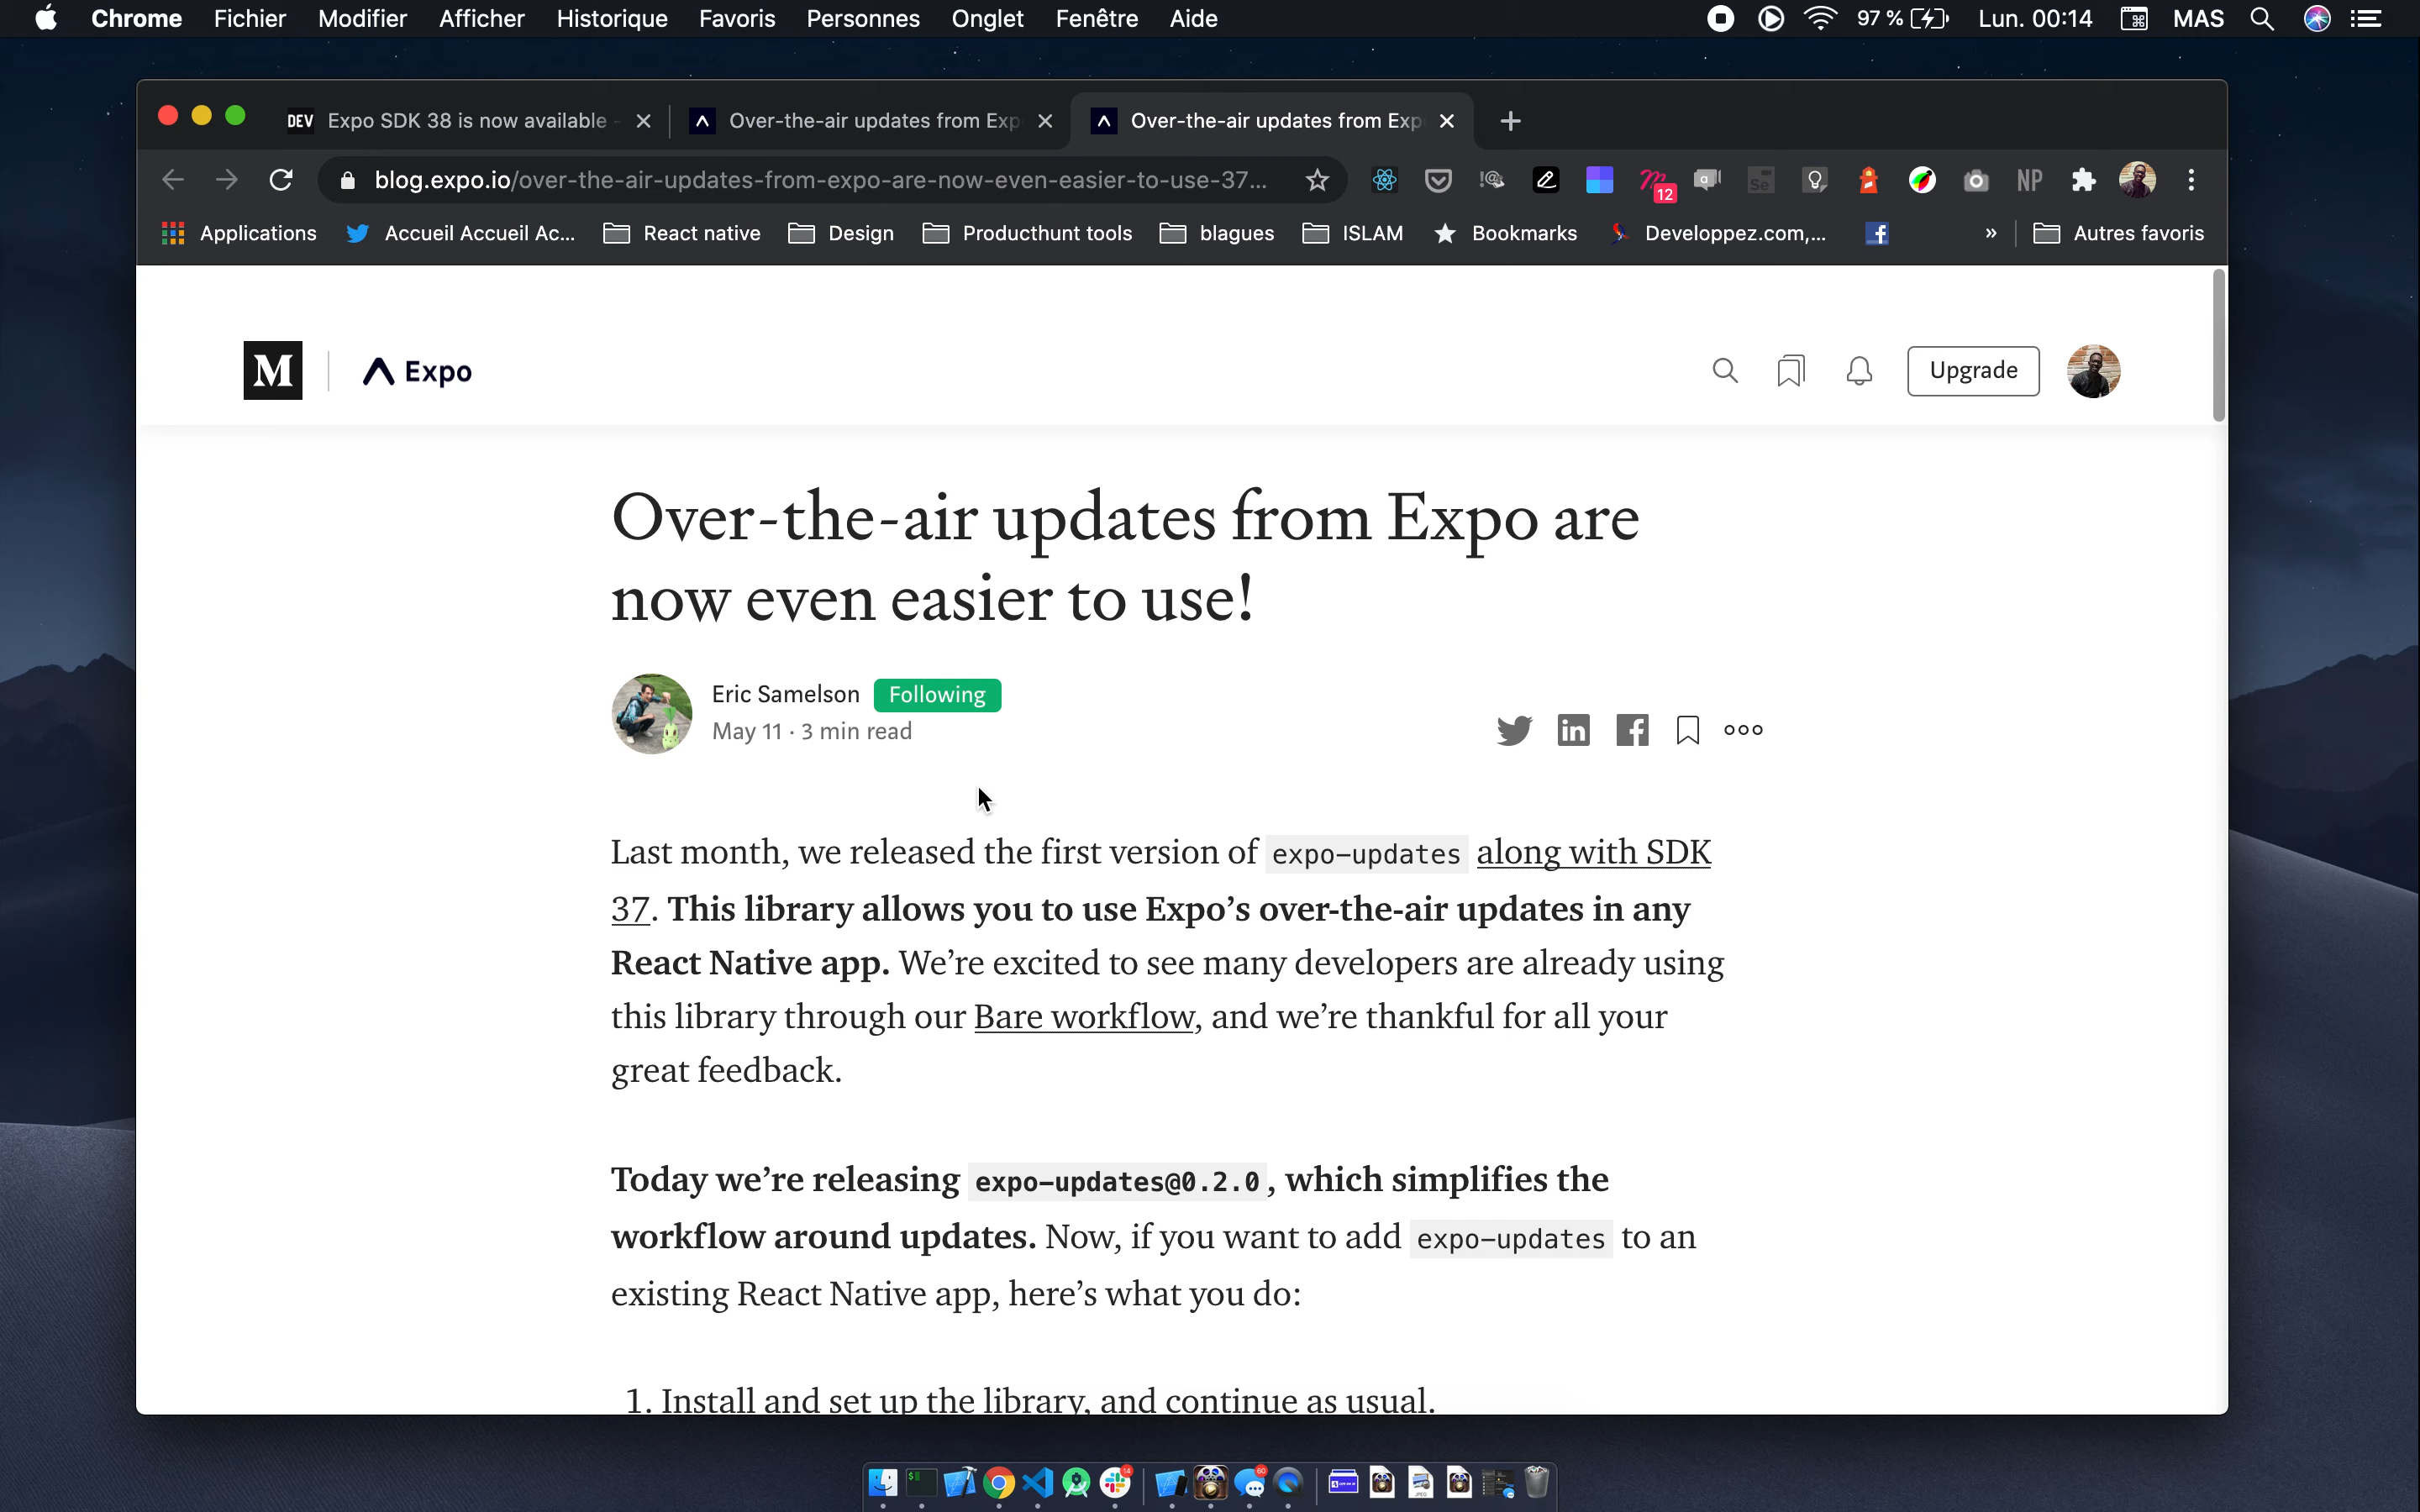 Chrome Fichier Modifier Afficher Historique Favoris Personnes Onglet Fenêtre Aide 97 % Lun. 00:14 MAS
DEV Expo SDK 38 is now available - Over-the-air updates from Exp Over-the-air updates from Exp
blog.expo.io/over-the-air-updates-from-expo-are-now-even-easier-to-use-37... 12 Se NP
Applications Accueil Accueil Ac... React native Design Producthunt tools blagues ISLAM Bookmarks Developpez.com,... » Autres favoris
M Expo Upgrade
Over-the-air updates from Expo are
now even easier to use!
Eric Samelson Following
May 11 · 3 min read
Last month, we released the first version of expo-updates along with SDK
37. This library allows you to use Expo’s over-the-air updates in any
React Native app. We’re excited to see many developers are already using
this library through our Bare workflow, and we’re thankful for all your
great feedback.
Today we’re releasing expo-updates@0.2.0, which simplifies the
workflow around updates. Now, if you want to add expo-updates to an
existing React Native app, here’s what you do:
1. Install and set up the library, and continue as usual.
14 60 JPEG